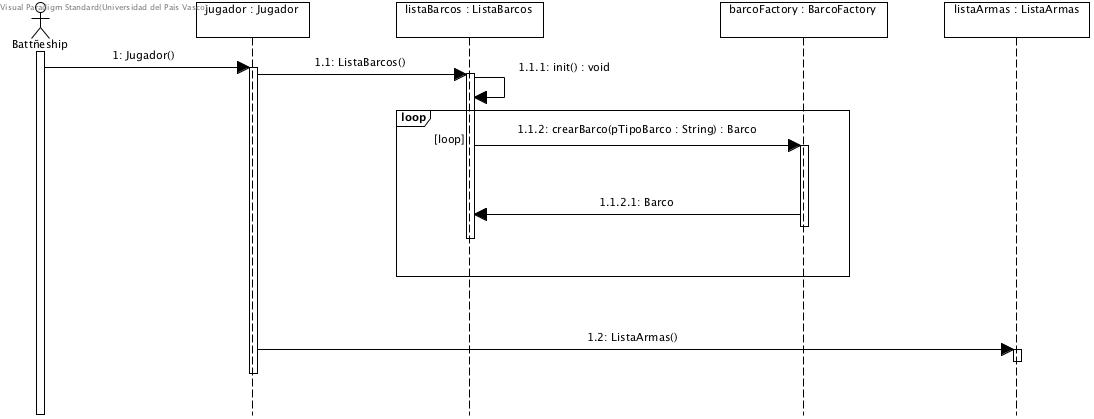 Visual Paradigm Standard(Universidad del Pais Vasco)
jugador : Jugador
listaBarcos : ListaBarcos
barcoFactory : BarcoFactory
listaArmas : ListaArmas
Battñeship
1: Jugador()
1.1: ListaBarcos()
1.1.1: init() : void
loop
1.1.2: crearBarco(pTipoBarco : String) : Barco
[loop]
1.1.2.1: Barco
1.2: ListaArmas()